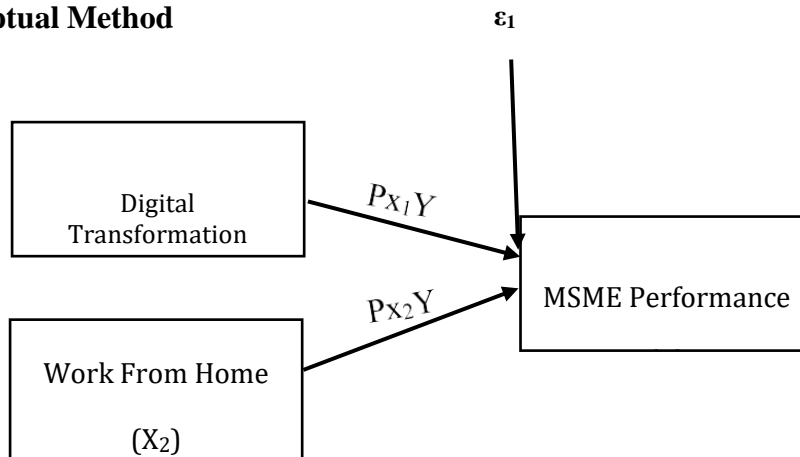 ptual Method
ε₁
Digital
Transformation
Px₁Y
MSME Performance
Px₂Y
Work From Home
(X₂)